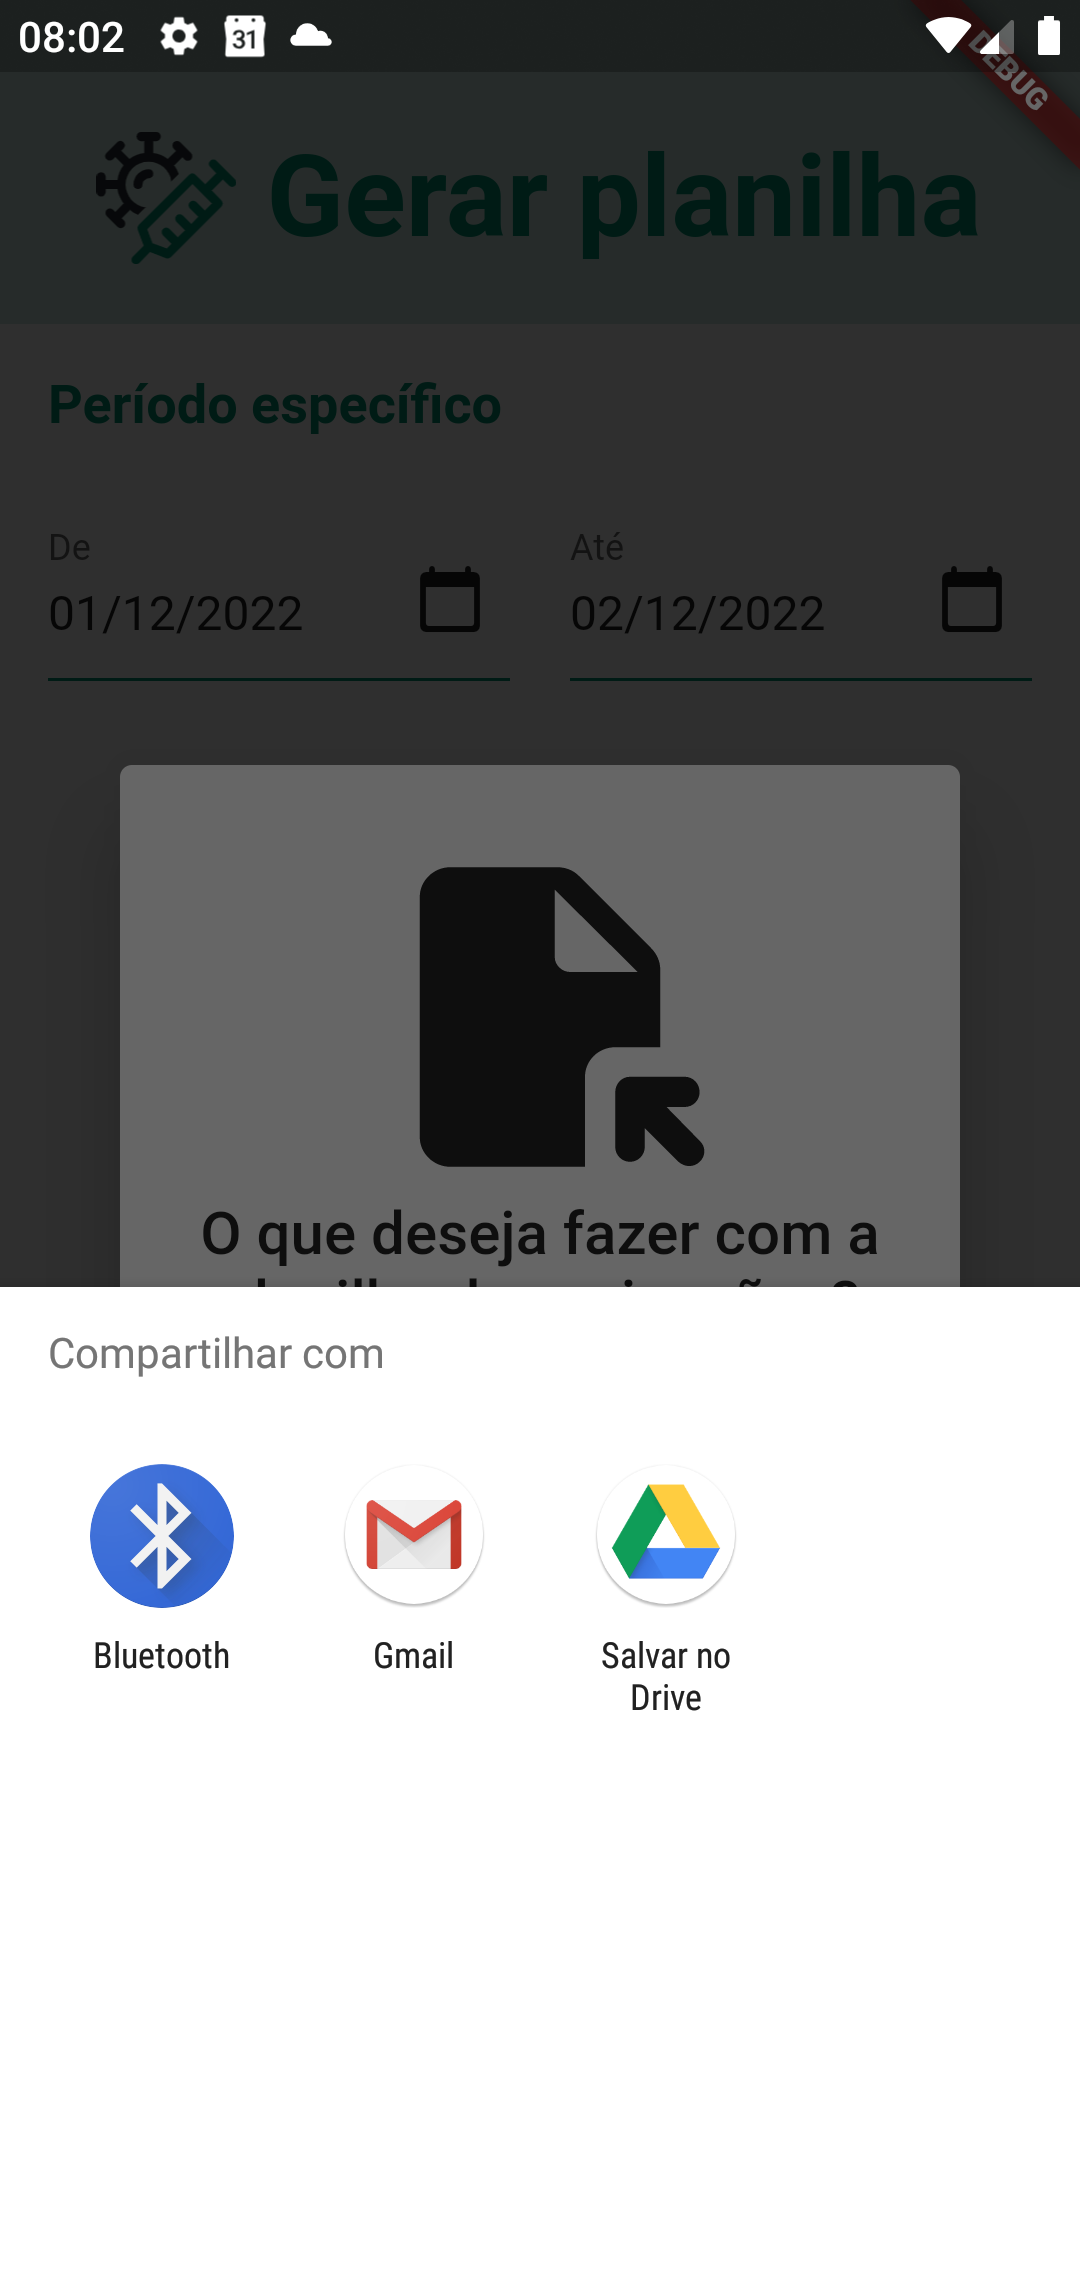 08:02
31
DEBUG
Gerar planilha
Período específico
De
Até
01/12/2022
02/12/2022
O que deseja fazer com a
Compartilhar com
Bluetooth
Gmail
Salvar no
Drive